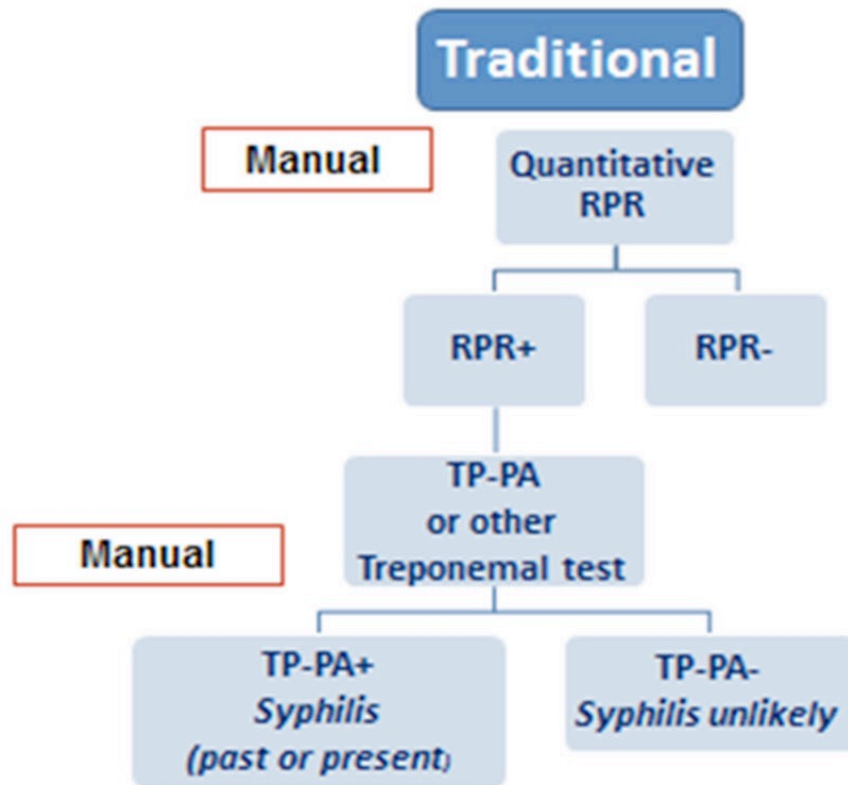 Traditional
Manual
Quantitative
RPR
RPR+
RPR-
TP-PA
or other
Treponemal test
Manual
TP-PA+
Syphilis
(past or present)
TP-PA-
Syphilis unlikely